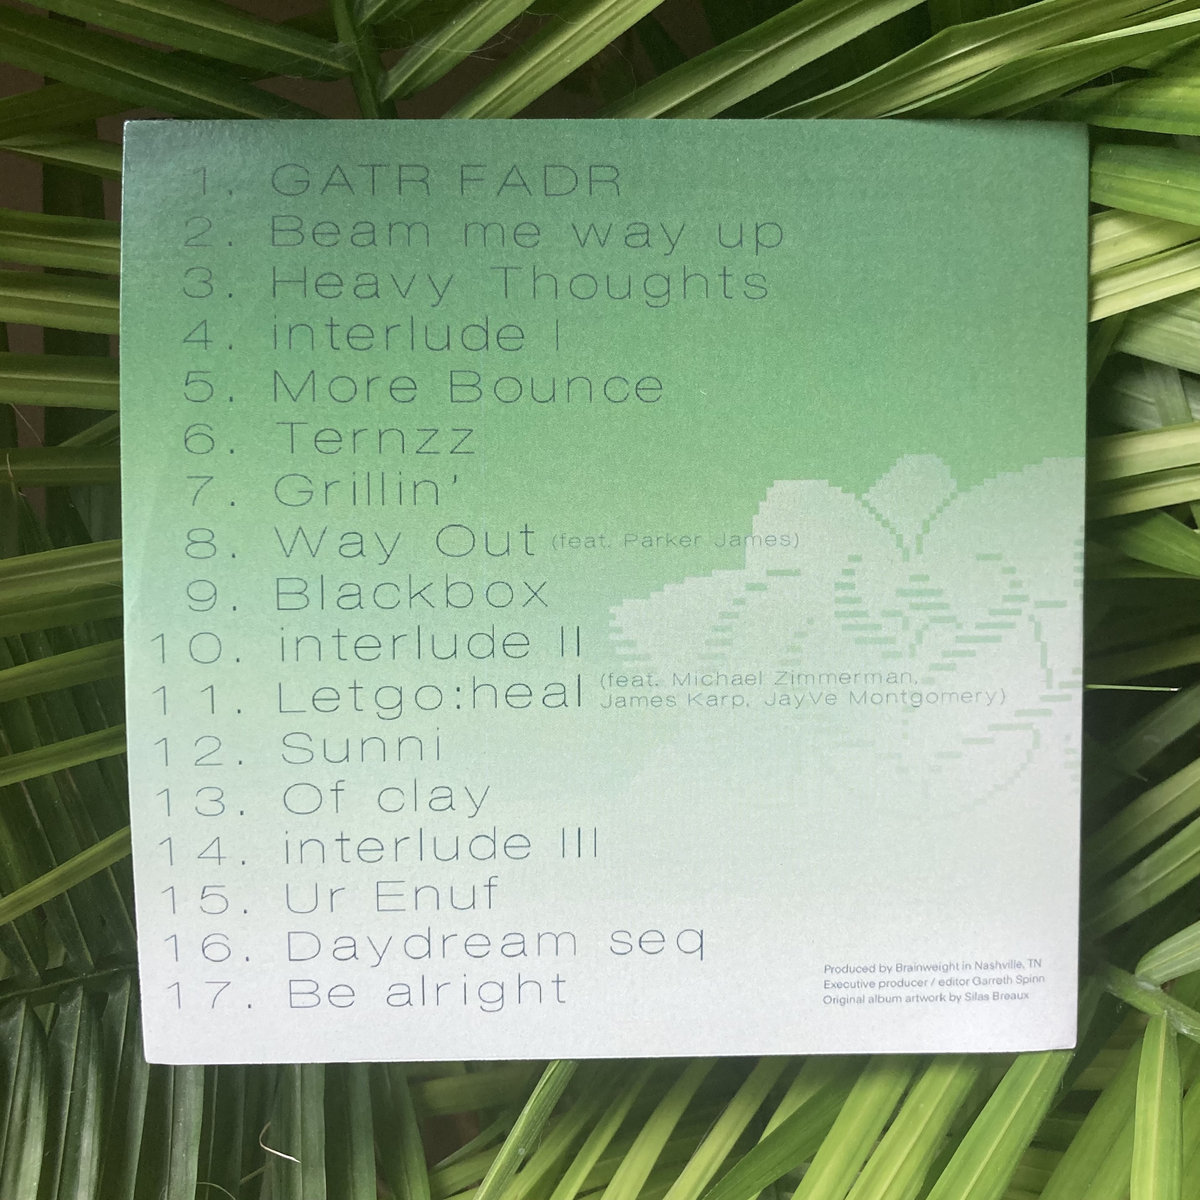 1. GATR FADR
2. Beam me way up
3. Heavy Thoughts
4. interlude I
5. More Bounce
6. Ternzz
7. Grillin'
8. Way Out (feat. Parker James)
9. Blackbox
10. interlude II
11. Letgo:heal (feat. Michael Zimmerman,
James Karp, JayVe Montgomery)
12. Sunni
13. Of clay
14. interlude III
15. Ur Enuf
16. Daydream seq
17. Be alright
Produced by Brainweight in Nashville, TN
Executive producer / editor Garreth Spinn
Original album artwork by Silas Breaux